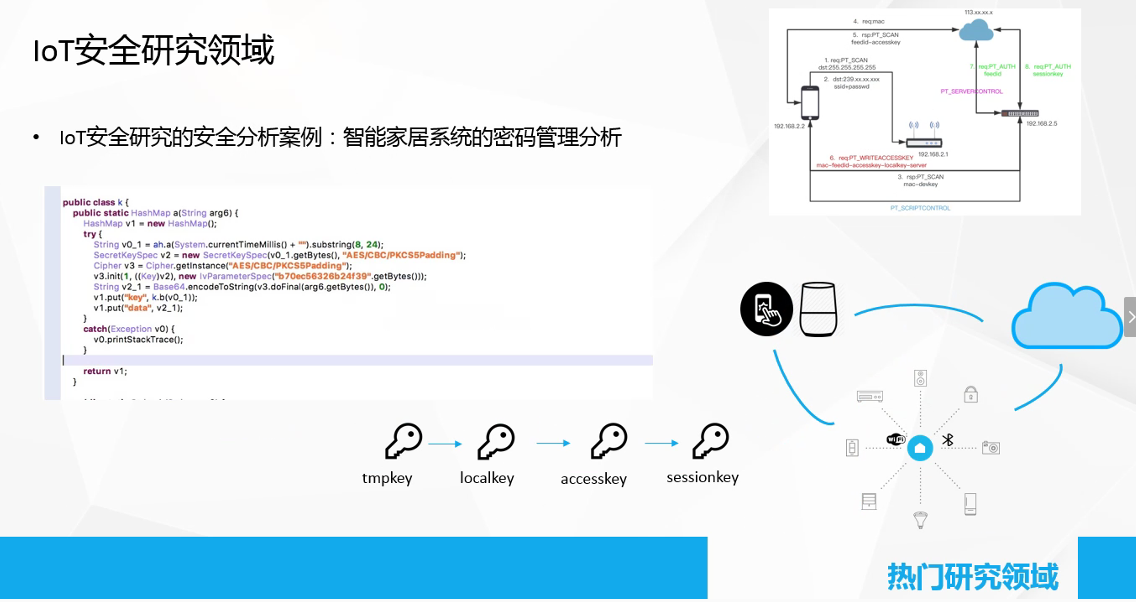 IoT安全研究领域
• IoT安全研究的安全分析案例：智能家居系统的密码管理分析
public class k {
public static HashMap a(String arg6) {
HashMap v1 = new HashMap();
try {
String v0_1 = ah.a(System.currentTimeMillis() + "").substring(8, 24);
SecretKeySpec v2 = new SecretKeySpec(v0_1.getBytes(), "AES/CBC/PKCS5Padding");
Cipher v3 = Cipher.getInstance("AES/CBC/PKCS5Padding");
v3.init(1, ((Key)v2), new IvParameterSpec("b70ec56326b24f39".getBytes()));
String v2_1 = Base64.encodeToString(v3.doFinal(arg6.getBytes()), 0);
v1.put("key", k.b(v0_1));
v1.put("data", v2_1);
}
catch(Exception v0) {
v0.printStackTrace();
}
return v1;
}
113.xx.xx.x
4. req:mac
5. rsp:PT_SCAN
feedid-accesskey
1. req:PT_SCAN
dst:255.255.255.255
2. dst:239.xx.xx.xxx
ssid+passwd
7. req:PT_AUTH
feedid
8. req:PT_AUTH
sessionkey
PT_SERVERCONTROL
192.168.2.2
192.168.2.5
192.168.2.1
6. req:PT_WRITEACCESSKEY
mac-feedid-accesskey-localkey-server
3. rsp:PT_SCAN
mac-devkey
PT_SCRIPTCONTROL
WiFi
tmpkey
localkey
accesskey
sessionkey
热门研究领域